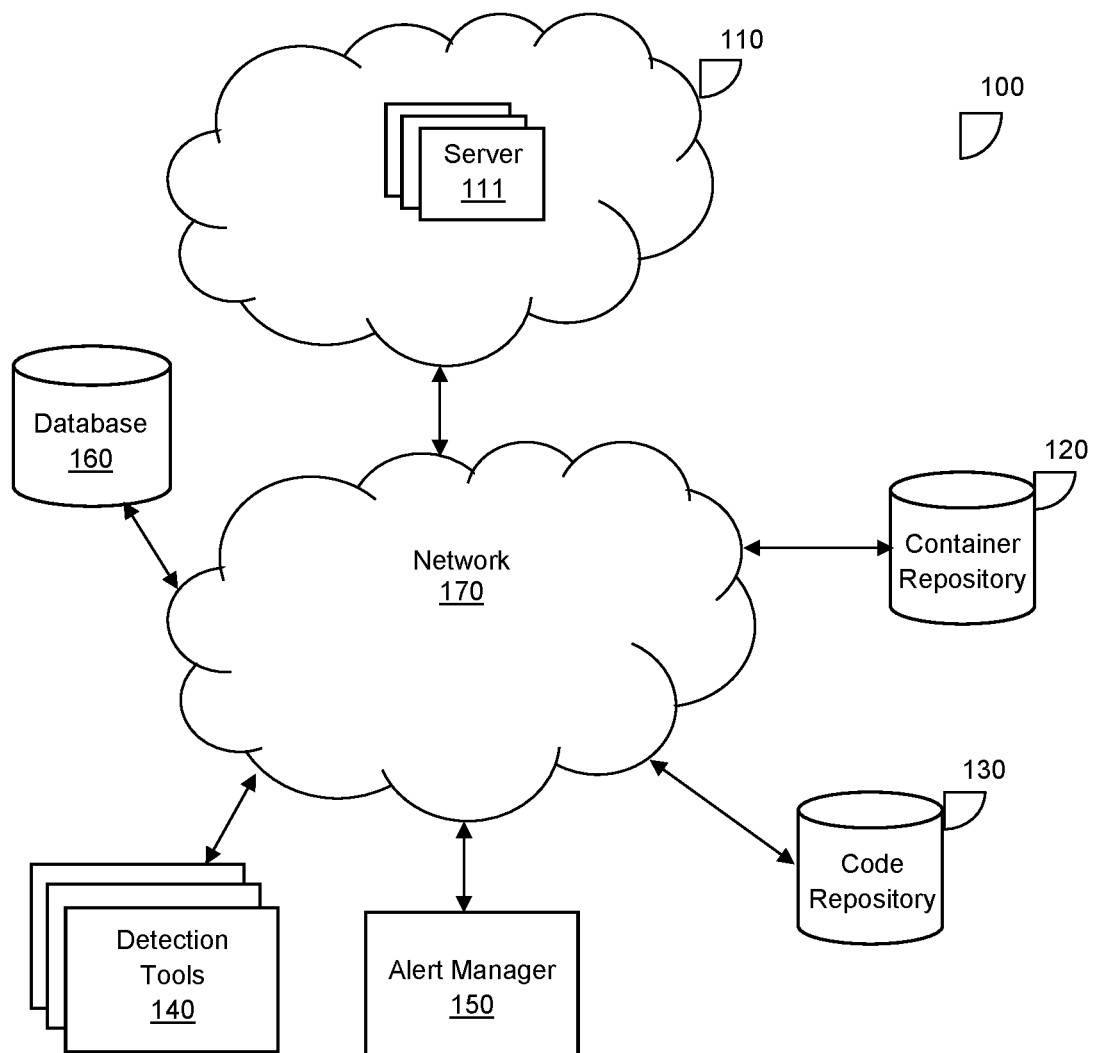 110
100
Server
111
Database
160
120
Network
170
Container
Repository
130
Code
Repository
Detection
Tools
140
Alert Manager
150